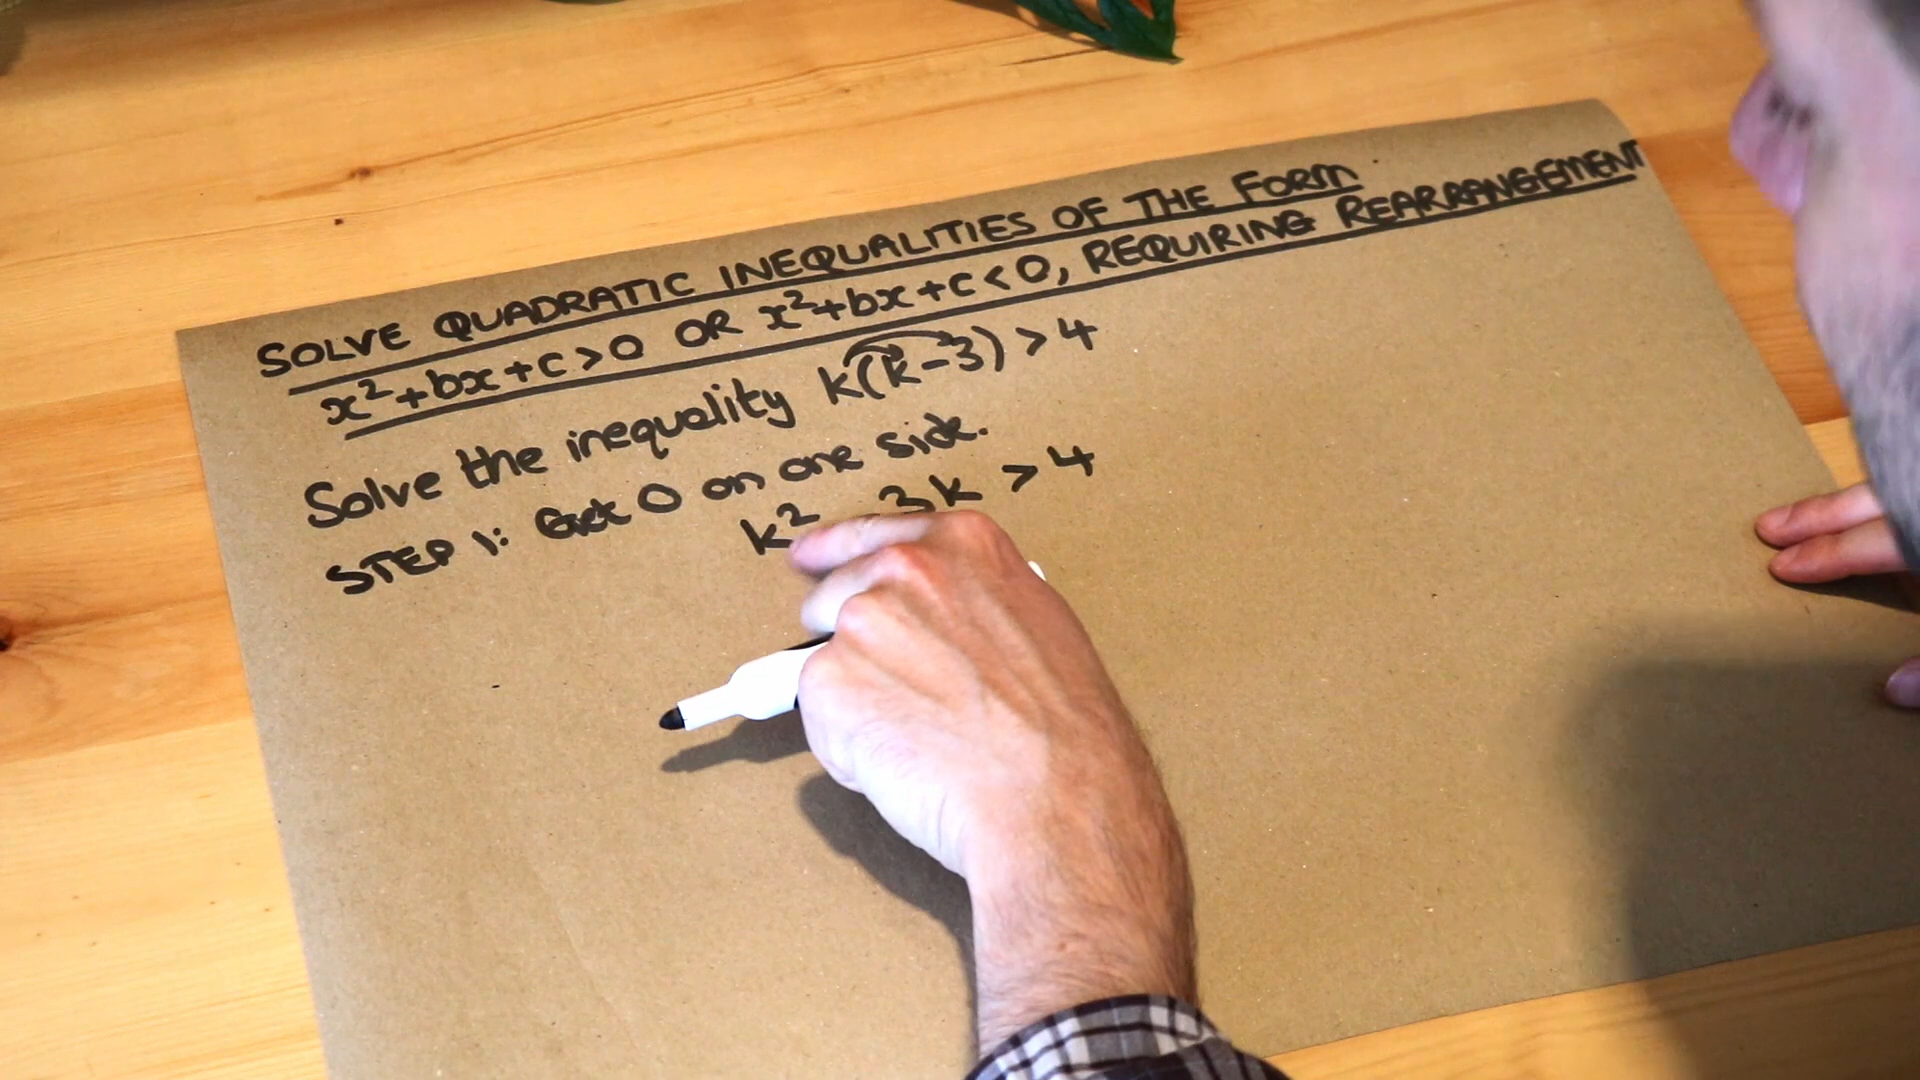 SOLVE QUADRATIC INEQUALITIES OF THE FORM
x²+bx+c>0 OR x²+bx+c<0, REQUIRING REARRANGEMENT
Solve the inequality k(k-3)>4
STEP 1: Get 0 on one side.
k² 3k > 4